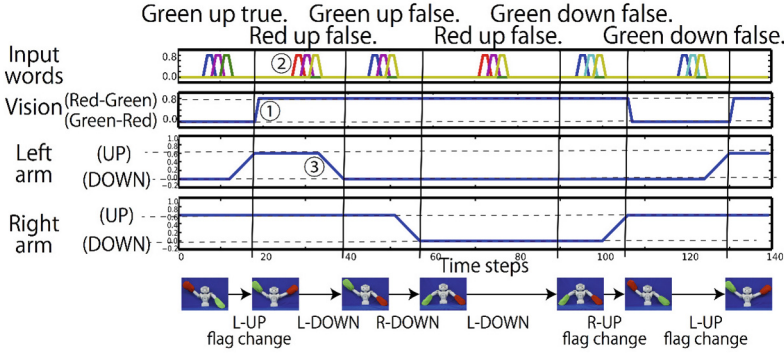 Green up true. Green up false. Green down false.
Red up false. Red up false. Green down false.
Input words
0.8
0.0
②
Vision (Red-Green)
(Green-Red)
0.8
0.0
①
Left arm
(UP)
(DOWN)
1.0
0.8
0.6
0.4
0.2
0.0
-0.2
③
Right arm
(UP)
(DOWN)
1.0
0.8
0.6
0.4
0.2
0.0
-0.2
0 20 40 60 80 100 120 140
Time steps
L-UP flag change
L-DOWN
R-DOWN
L-DOWN
R-UP flag change
L-UP flag change